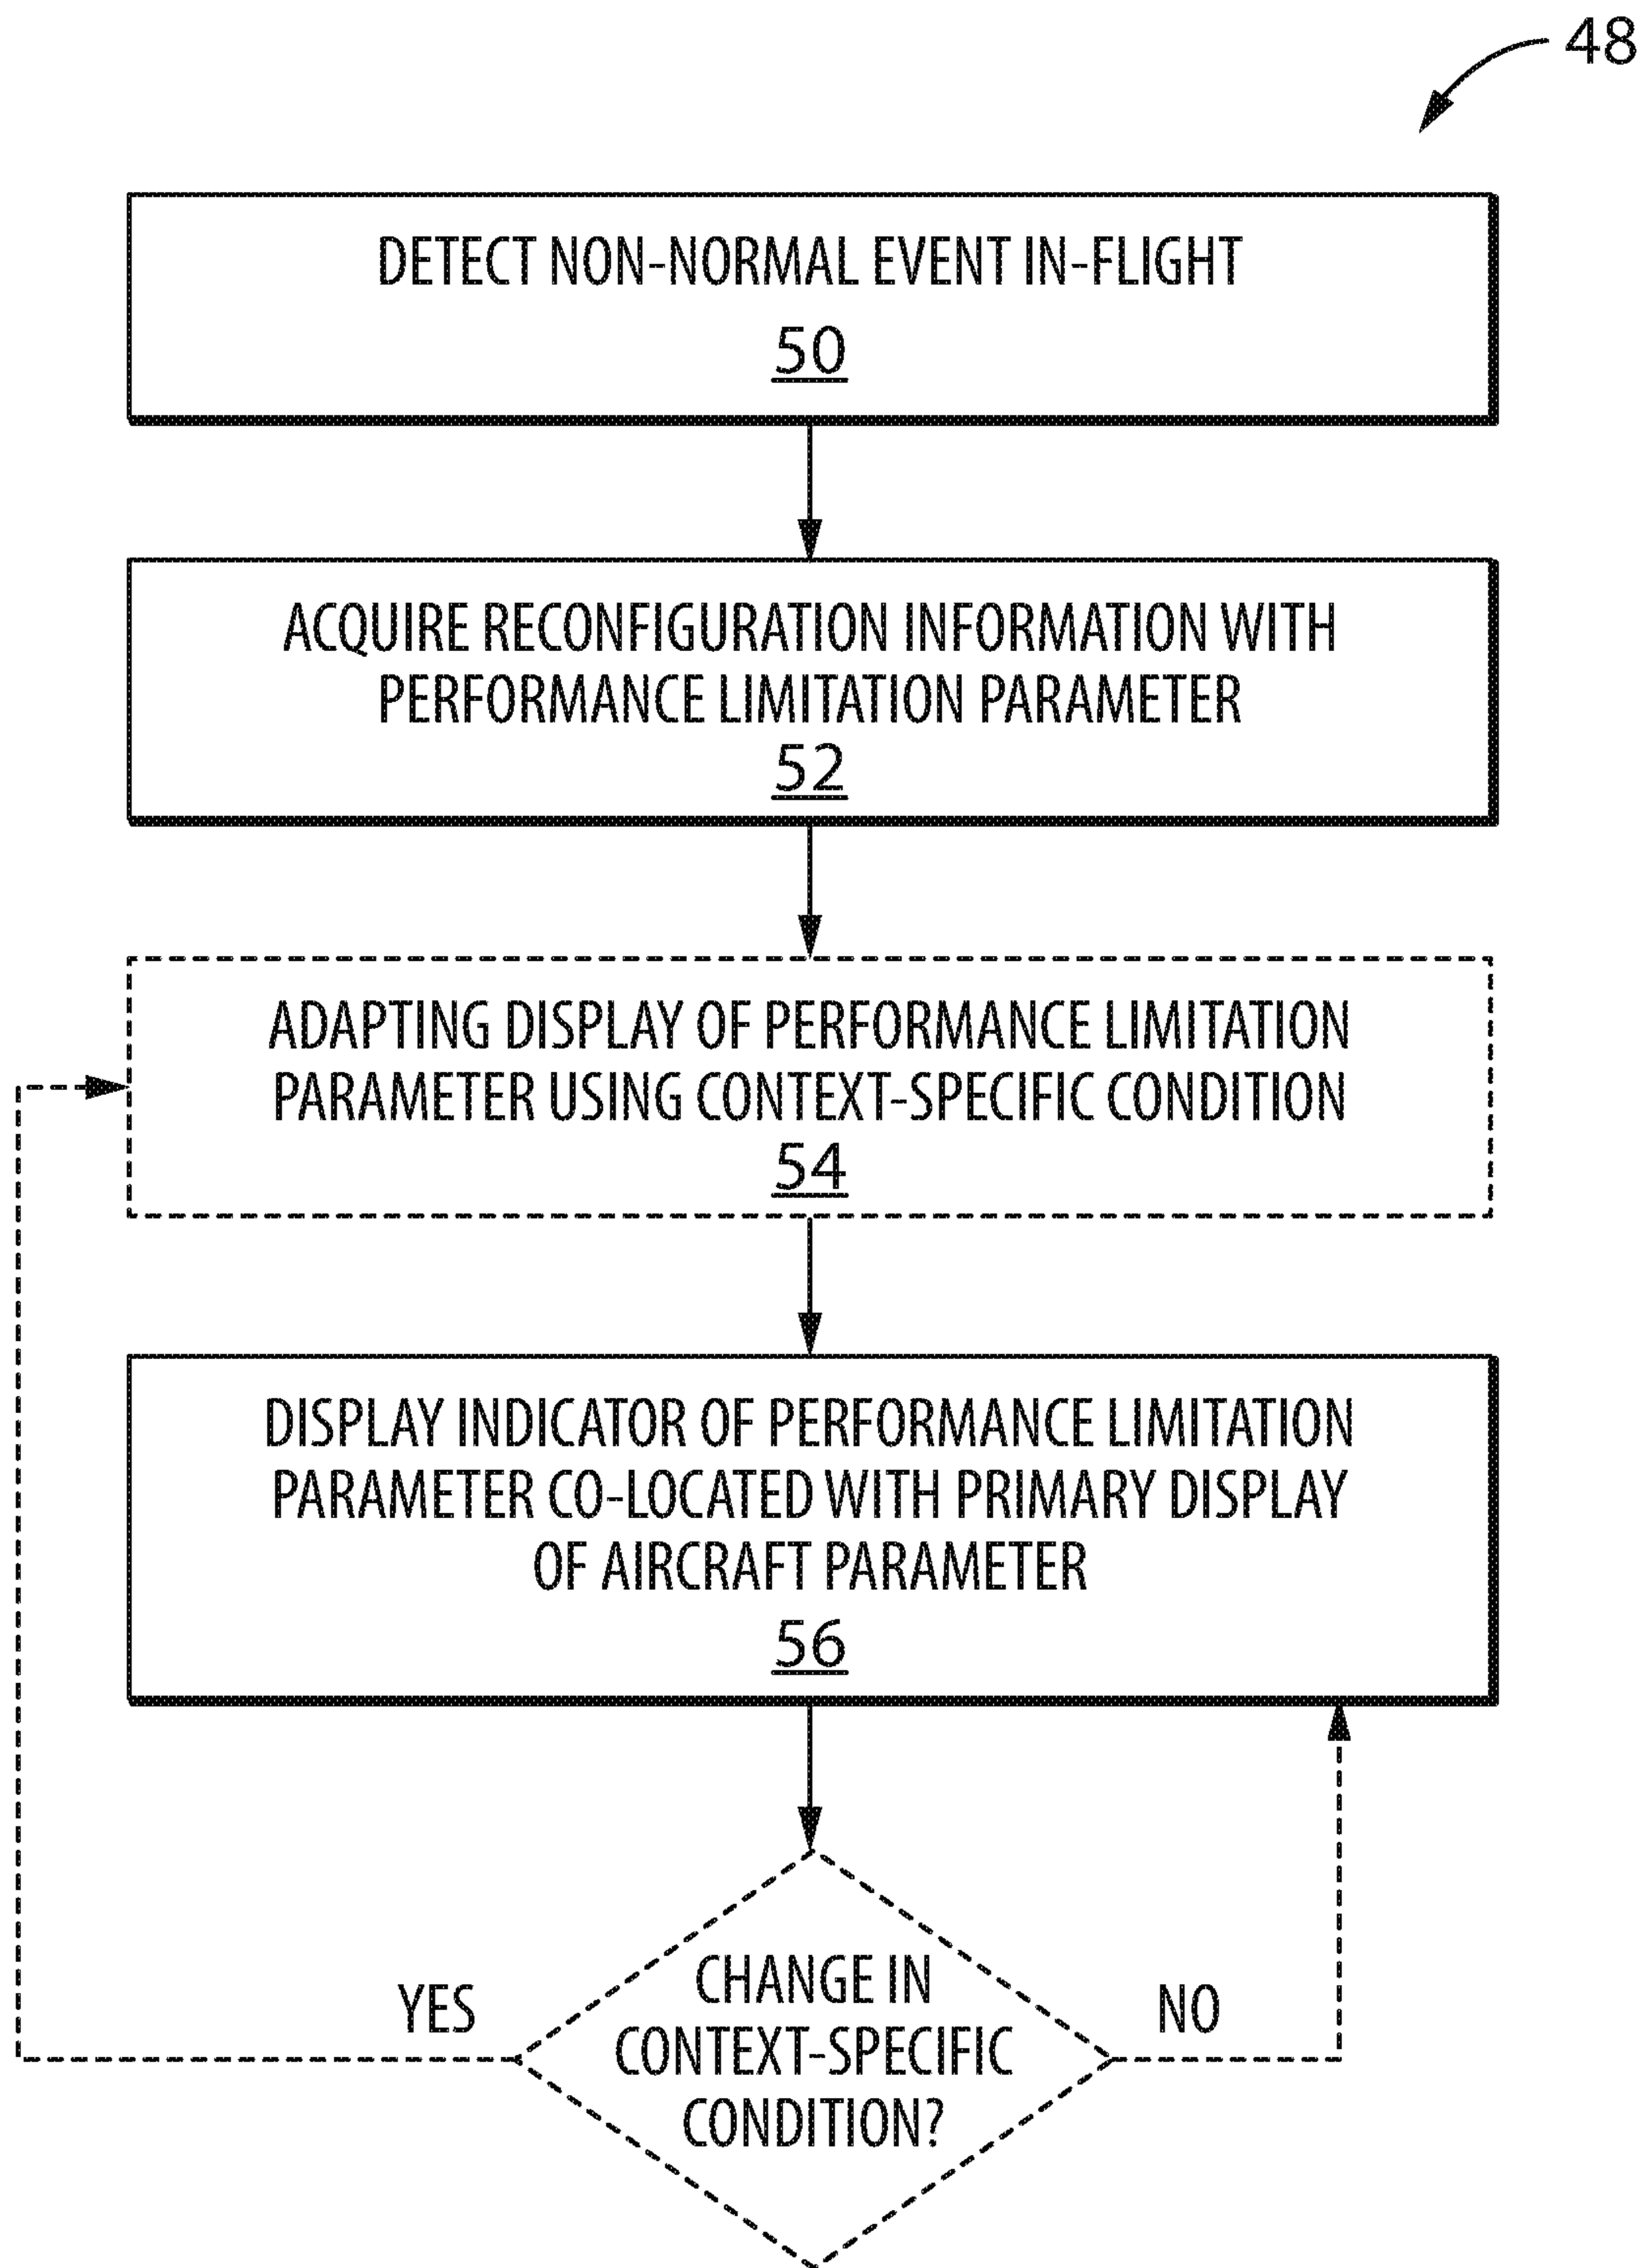 48
DETECT NON-NORMAL EVENT IN-FLIGHT
50
ACQUIRE RECONFIGURATION INFORMATION WITH
PERFORMANCE LIMITATION PARAMETER
52
ADAPTING DISPLAY OF PERFORMANCE LIMITATION
PARAMETER USING CONTEXT-SPECIFIC CONDITION
54
DISPLAY INDICATOR OF PERFORMANCE LIMITATION
PARAMETER CO-LOCATED WITH PRIMARY DISPLAY
OF AIRCRAFT PARAMETER
56
YES
CHANGE IN
CONTEXT-SPECIFIC
CONDITION?
NO